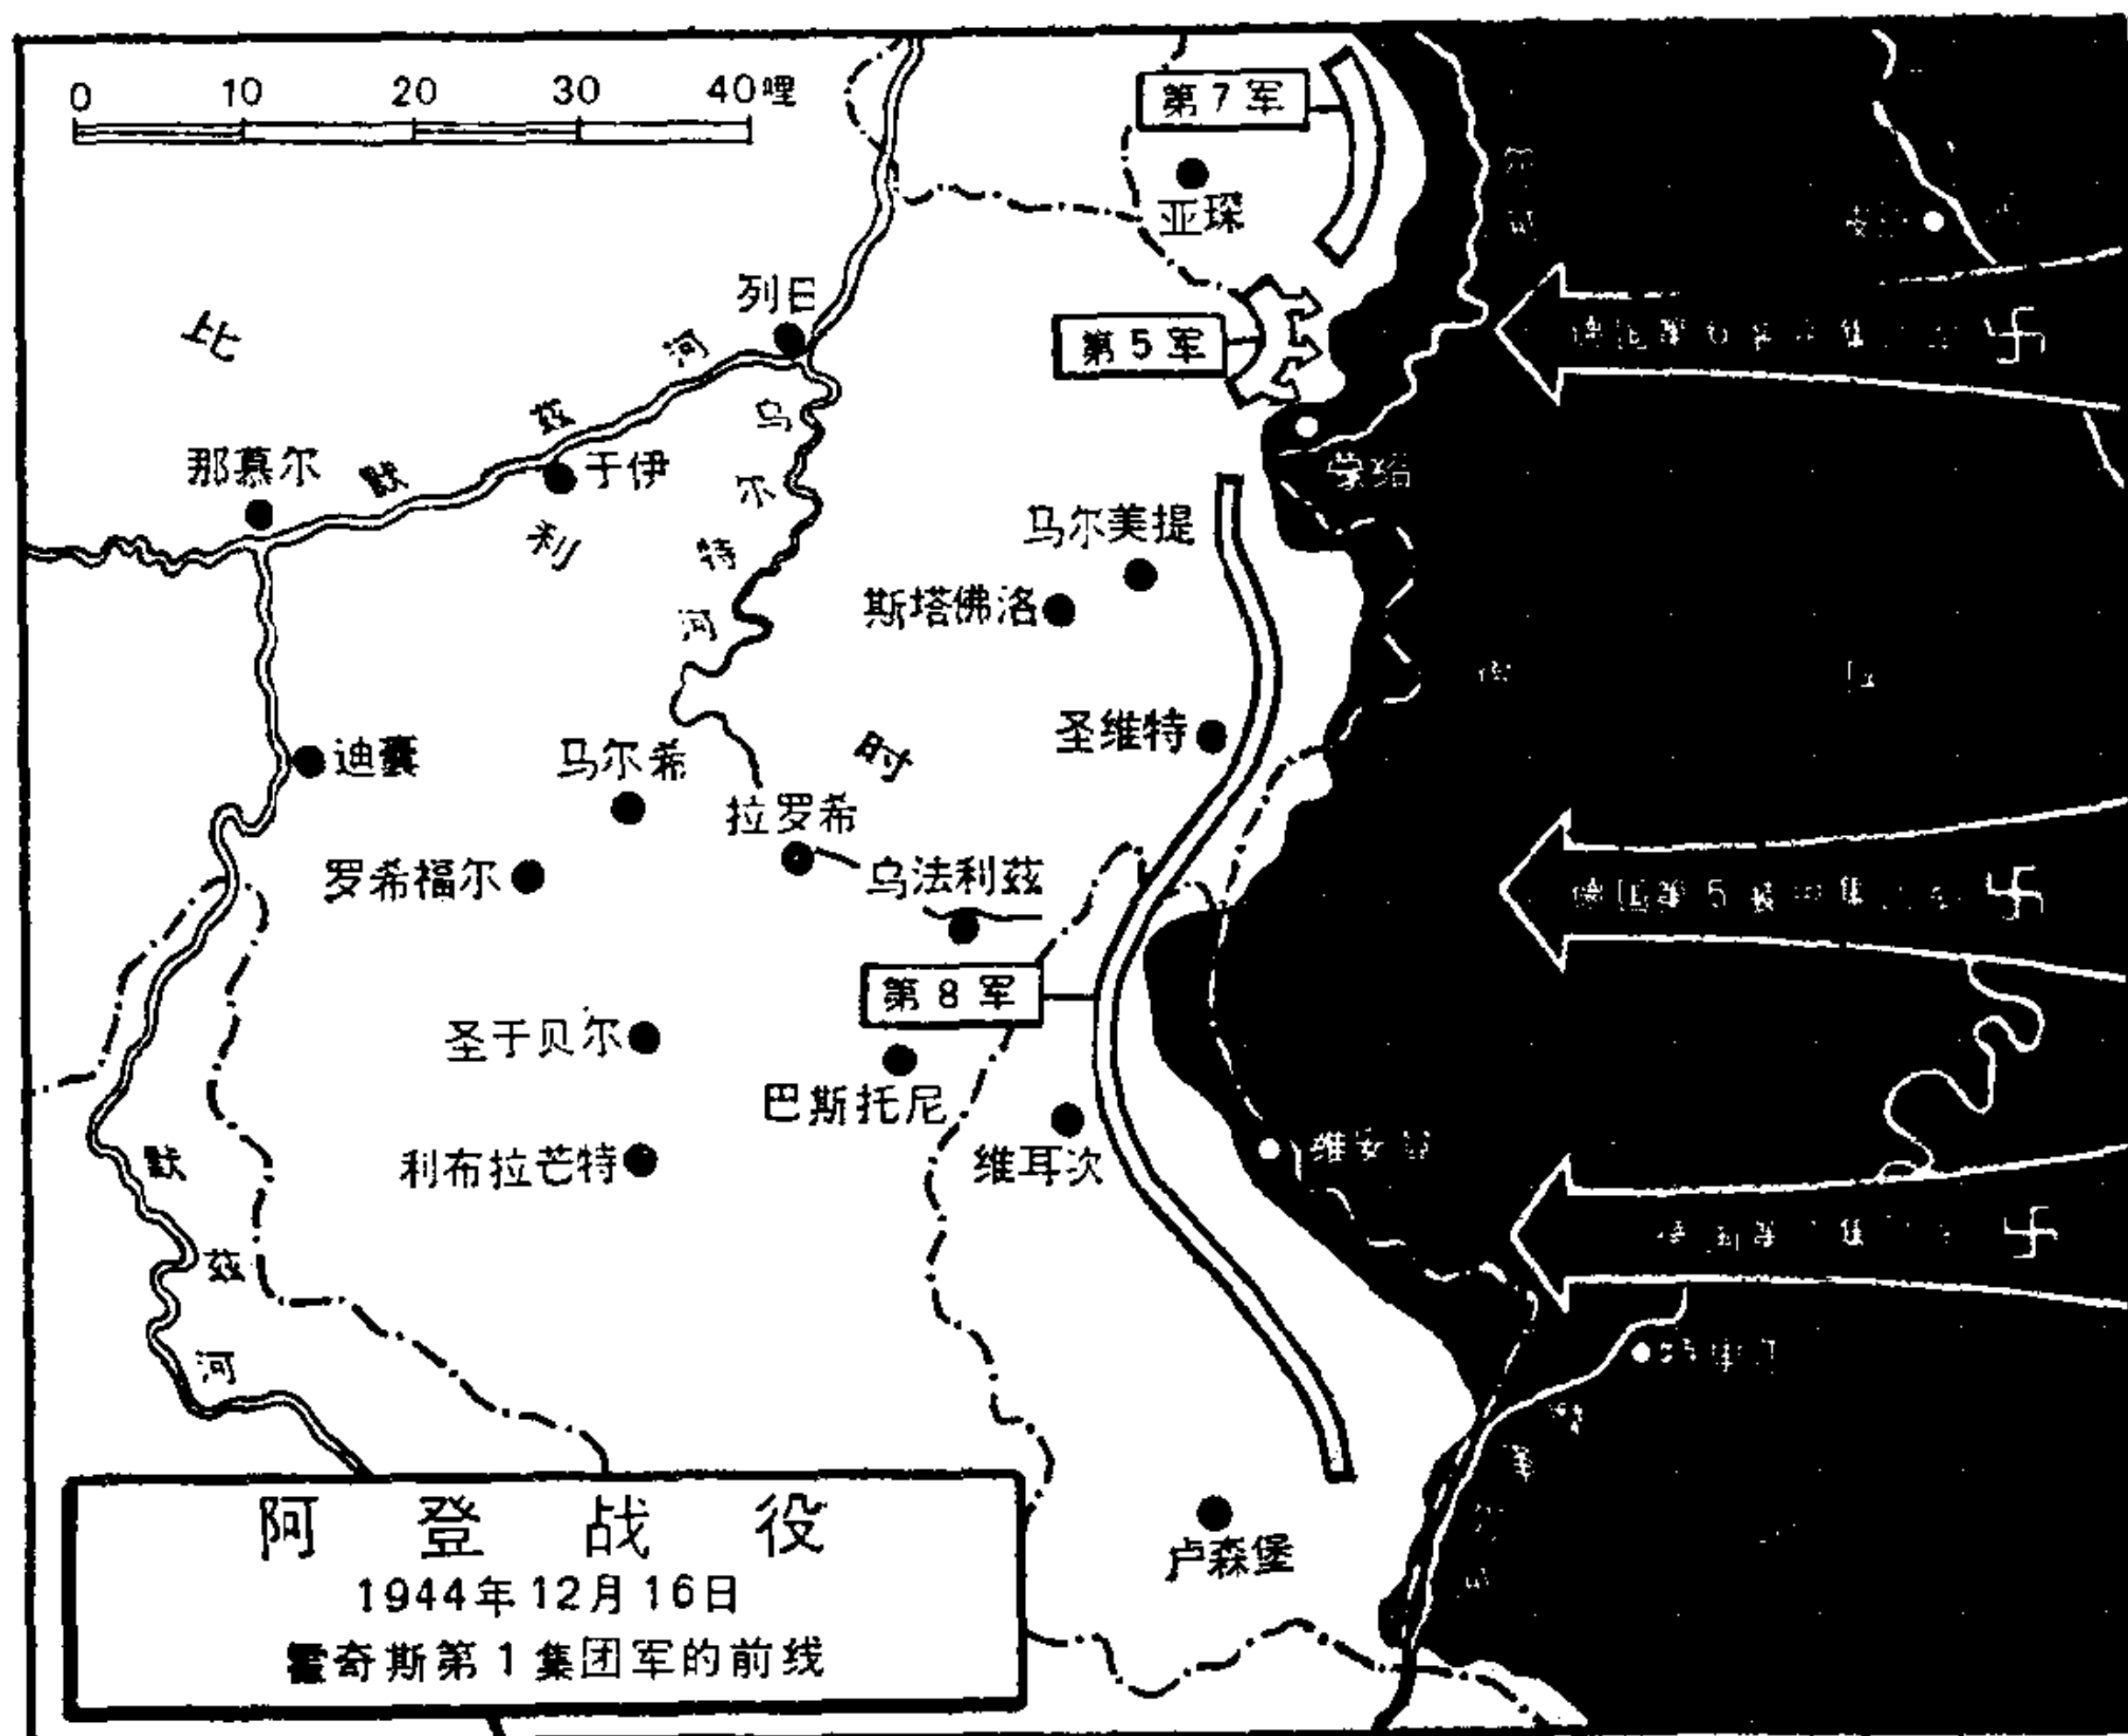 0 10 20 30 40哩
第7军
亚琛
列日
第5军
比
利
时
默兹河
乌尔特河
那慕尔
于伊
蒙绍
马尔美提
斯塔佛洛
圣维特
迪囊
马尔希
拉罗希
罗希福尔
乌法利兹
第8军
圣于贝尔
巴斯托尼
利布拉芒特
维耳次
默兹河
卢森堡
阿登战役
1944年12月16日
霍奇斯第1集团军的前线